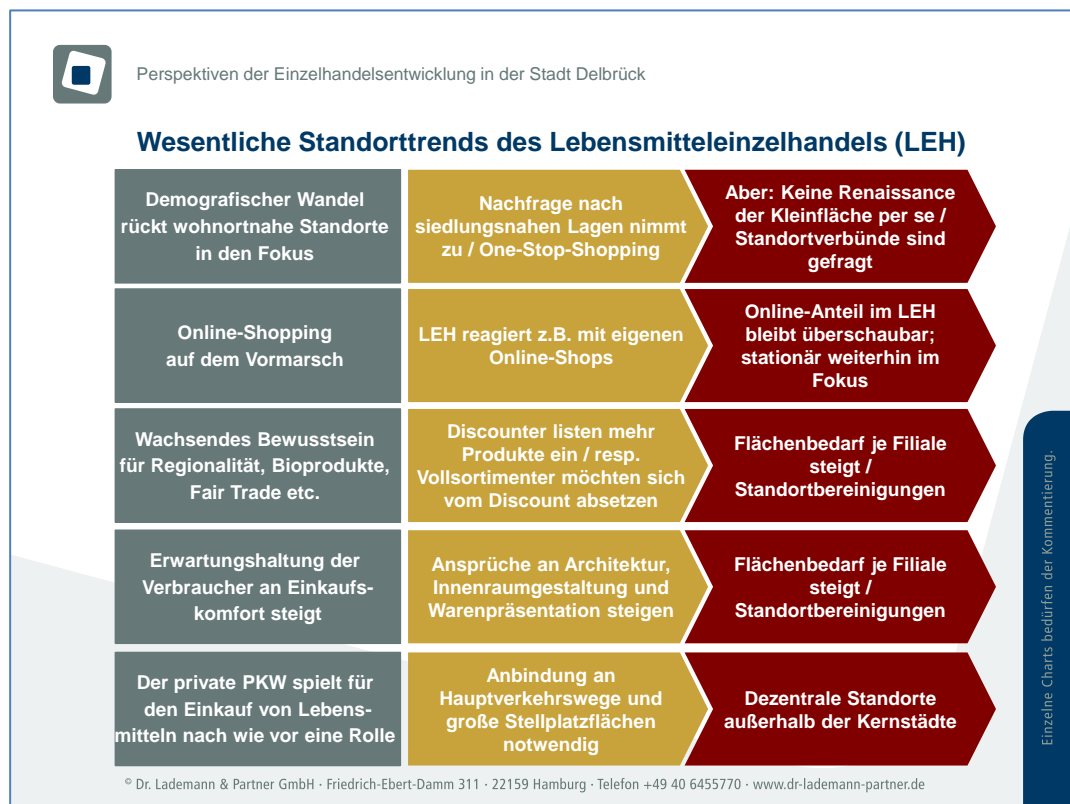 Perspektiven der Einzelhandelsentwicklung in der Stadt Delbrück
Wesentliche Standorttrends des Lebensmitteleinzelhandels (LEH)
Demografischer Wandel
rückt wohnortnahe Standorte
in den Fokus
Nachfrage nach
siedlungsnahen Lagen nimmt
zu / One-Stop-Shopping
Aber: Keine Renaissance
der Kleinfläche per se /
Standortverbünde sind
gefragt
Online-Shopping
auf dem Vormarsch
LEH reagiert z.B. mit eigenen
Online-Shops
Online-Anteil im LEH
bleibt überschaubar;
stationär weiterhin im
Fokus
Wachsendes Bewusstsein
für Regionalität, Bioprodukte,
Fair Trade etc.
Discounter listen mehr
Produkte ein / resp.
Vollsortimenter möchten sich
vom Discount absetzen
Flächenbedarf je Filiale
steigt /
Standortbereinigungen
Erwartungshaltung der
Verbraucher an Einkaufs-
komfort steigt
Ansprüche an Architektur,
Innenraumgestaltung und
Warenpräsentation steigen
Flächenbedarf je Filiale
steigt /
Standortbereinigungen
Der private PKW spielt für
den Einkauf von Lebens-
mitteln nach wie vor eine Rolle
Anbindung an
Hauptverkehrswege und
große Stellplatzflächen
notwendig
Dezentrale Standorte
außerhalb der Kernstädte
Einzelne Charts bedürfen der Kommentierung.
© Dr. Lademann & Partner GmbH · Friedrich-Ebert-Damm 311 · 22159 Hamburg · Telefon +49 40 6455770 · www.dr-lademann-partner.de